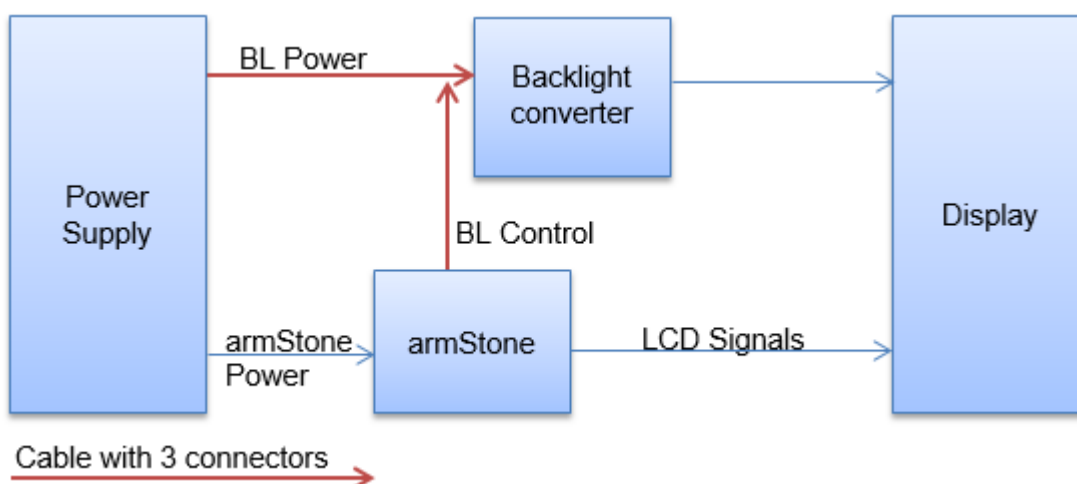 BL Power
Backlight
converter
Power
Supply
Display
BL Control
armStone
Power
armStone
LCD Signals
Cable with 3 connectors